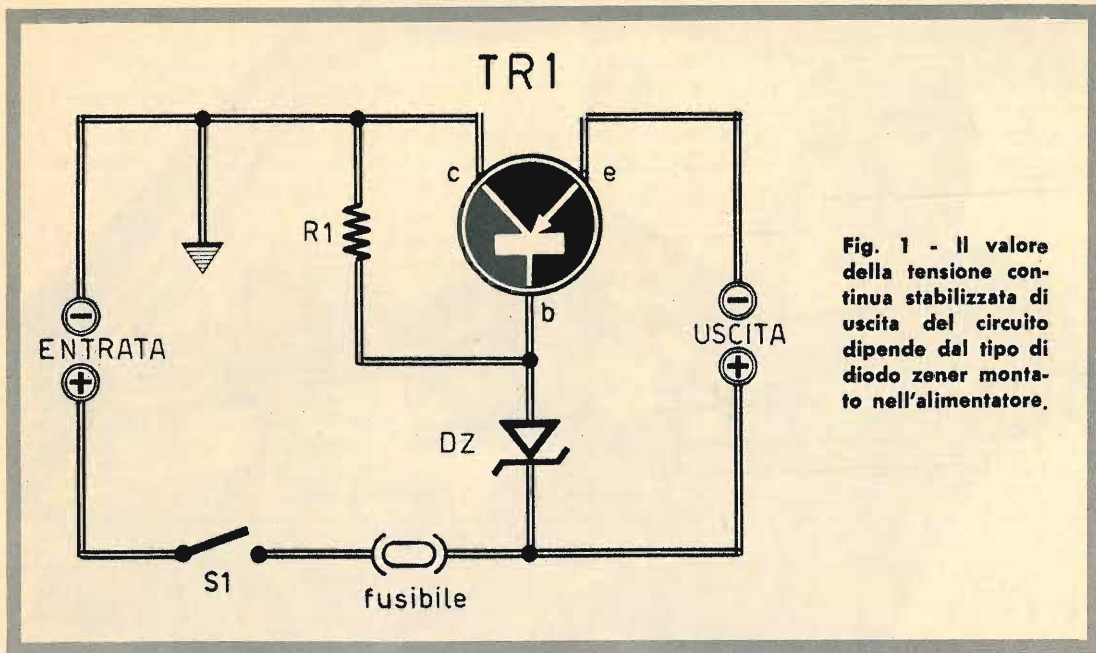 TR1
c
e
R1
b
−
ENTRATA
+
−
USCITA
+
DZ
S1
fusibile
Fig. 1 - Il valore
della tensione con-
tinua stabilizzata di
uscita del circuito
dipende dal tipo di
diodo zener monta-
to nell'alimentatore.